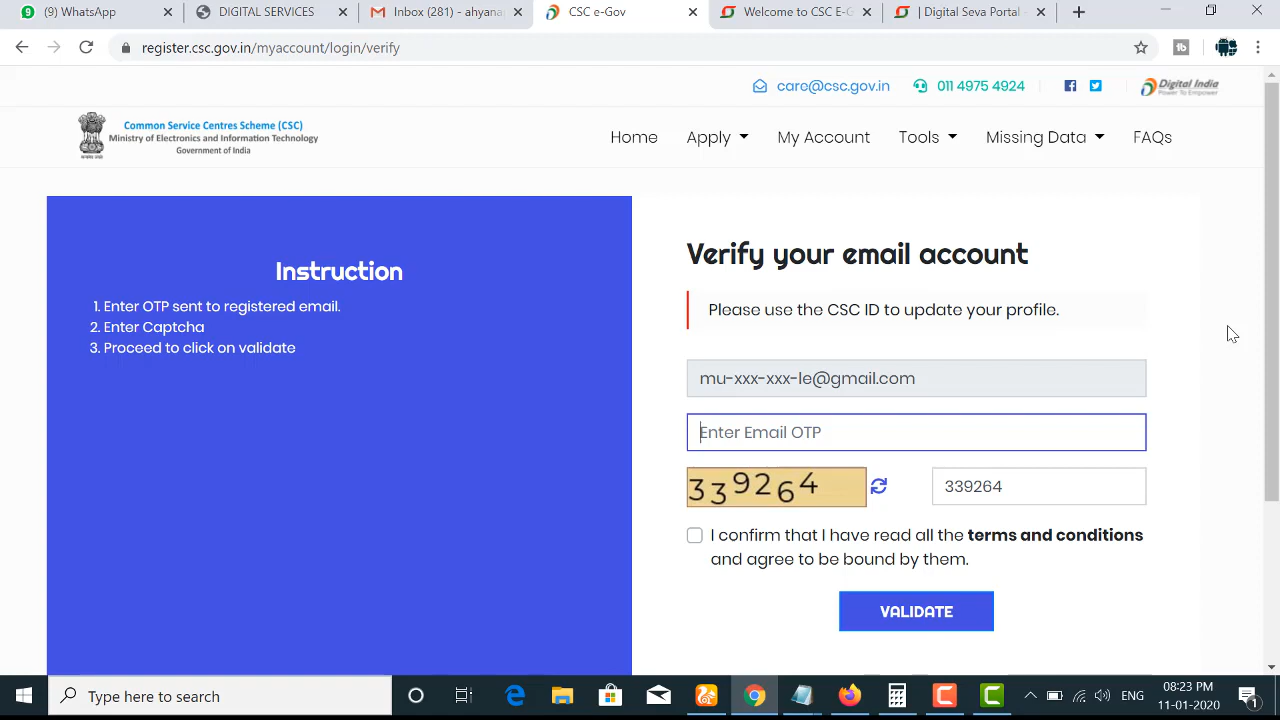 (9) WhatsApp
DIGITAL SERVICES
Inbox (281) - ahyana
CSC e-Gov
Welcome to CSC E-G
| Digital Seva Portal -
register.csc.gov.in/myaccount/login/verify
care@csc.gov.in
011 4975 4924
Digital India
Power To Empower
Common Service Centres Scheme (CSC)
Ministry of Electronics and Information Technology
Government of India
Home
Apply
My Account
Tools
Missing Data
FAQs
Instruction
1. Enter OTP sent to registered email.
2. Enter Captcha
3. Proceed to click on validate
Verify your email account
Please use the CSC ID to update your profile.
mu-xxx-xxx-le@gmail.com
Enter Email OTP
339264
339264
I confirm that I have read all the terms and conditions
and agree to be bound by them.
VALIDATE
Type here to search
ENG
08:23 PM
11-01-2020
1